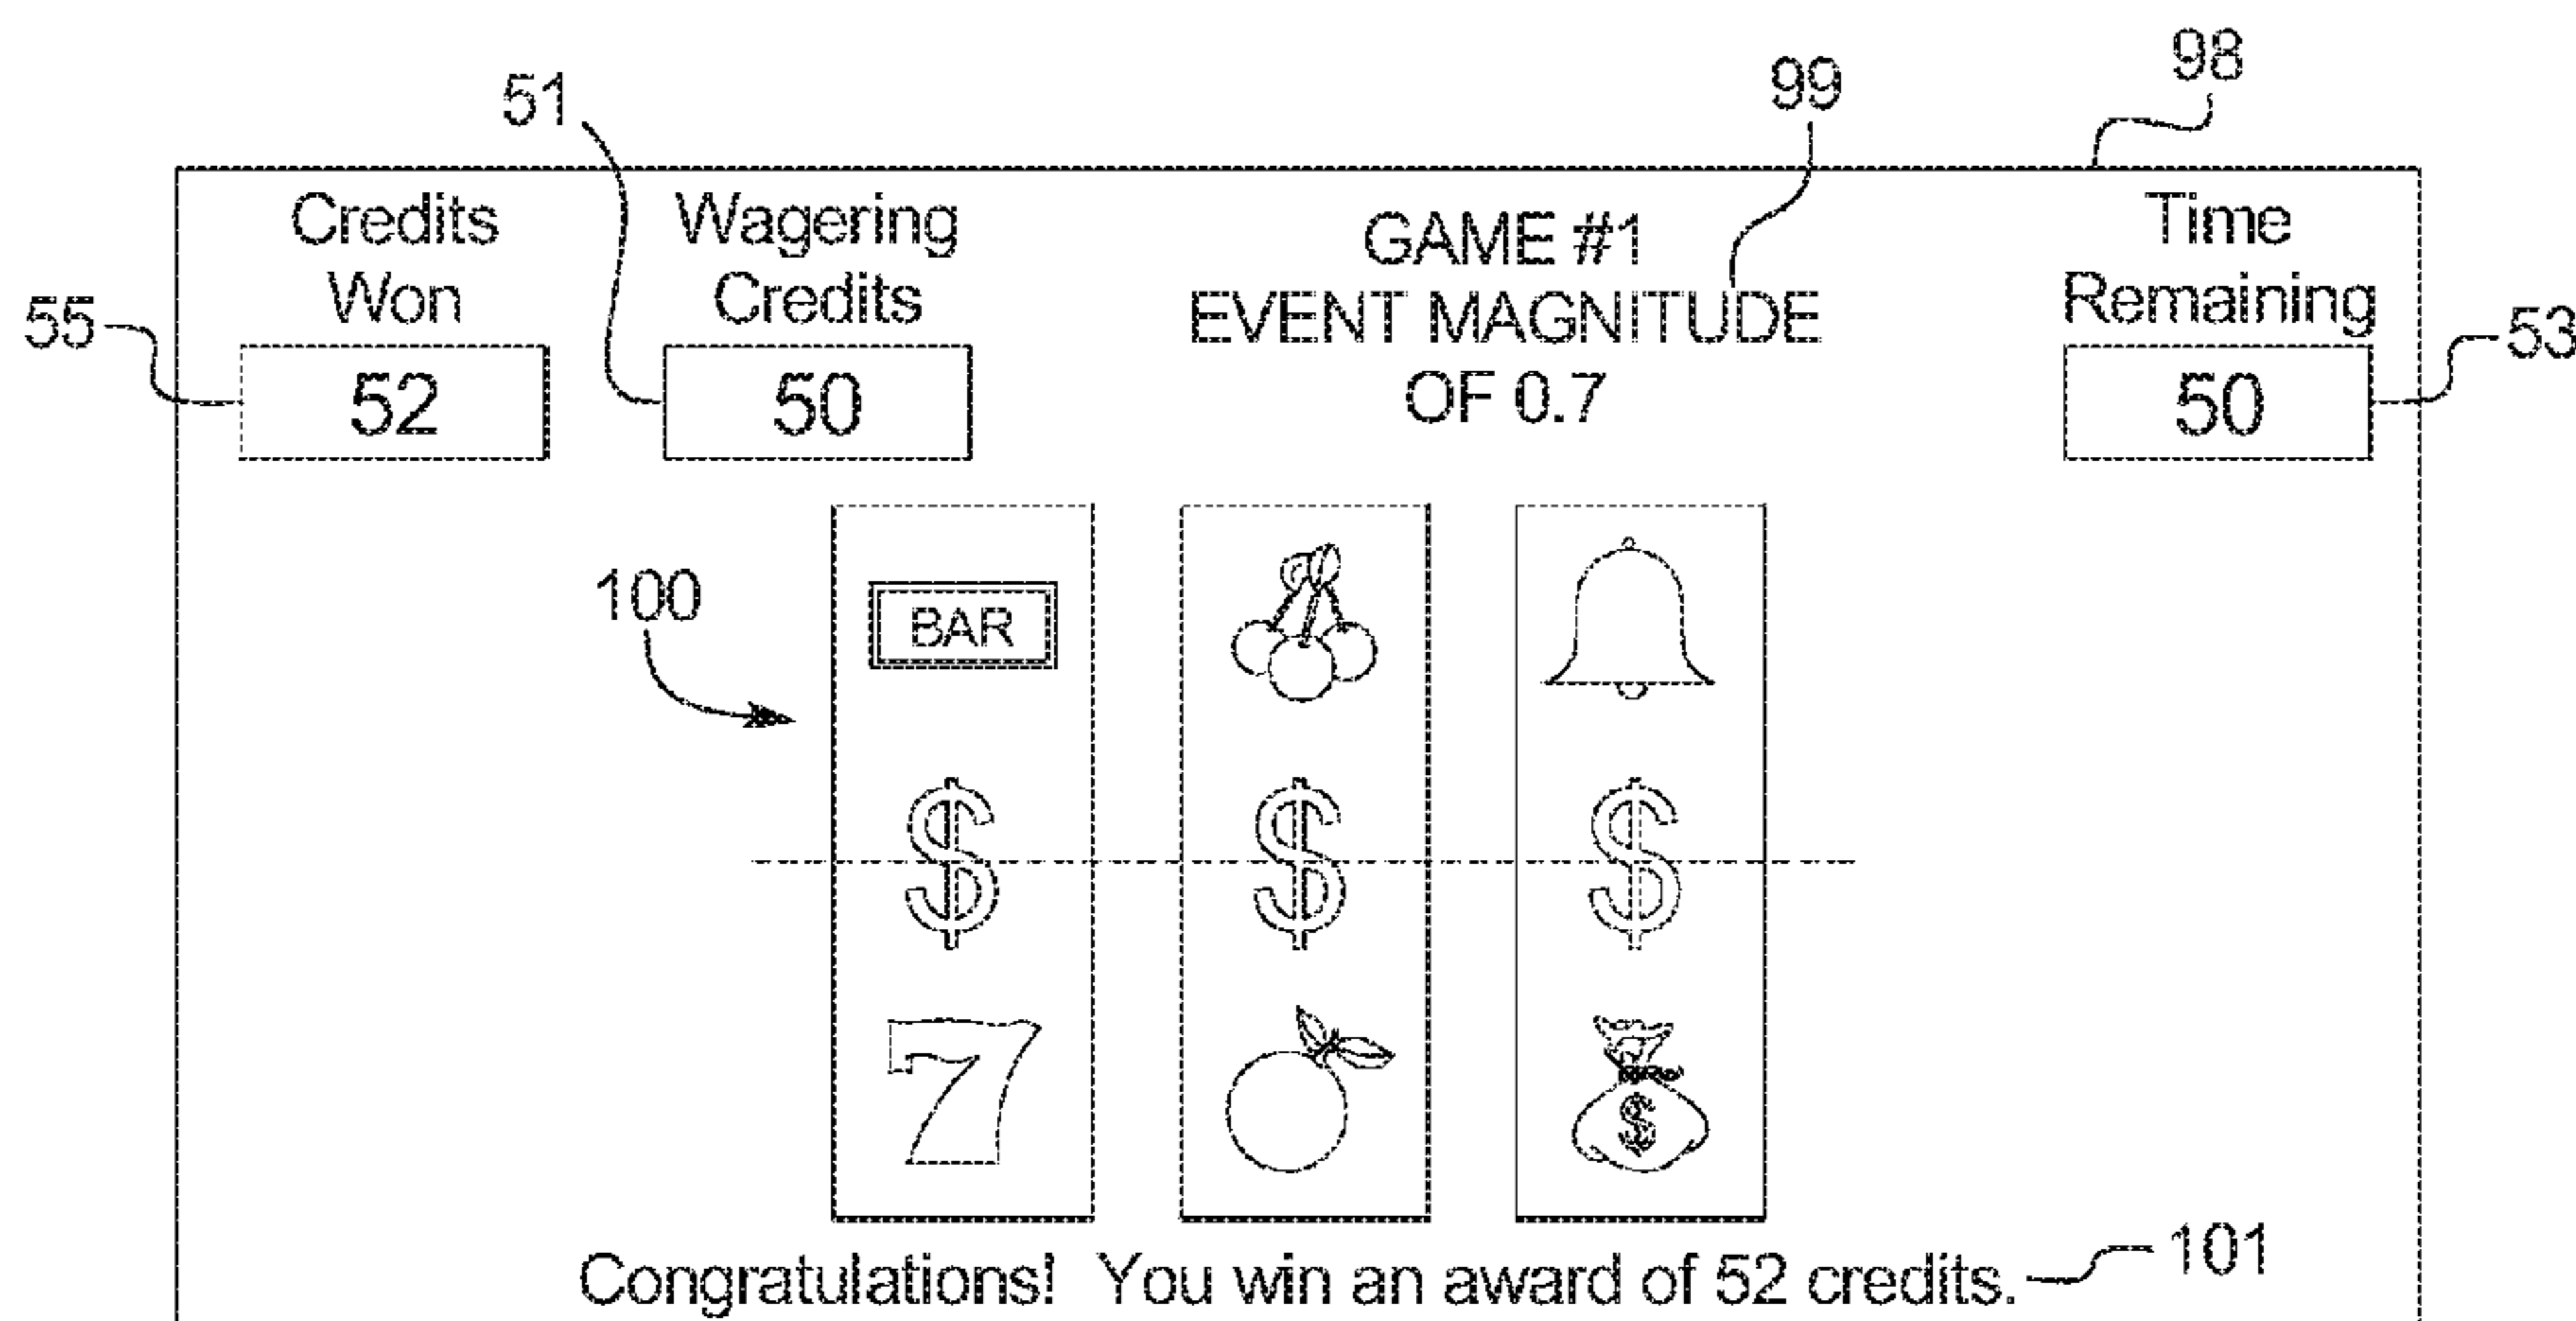 98
99
51
Credits Won
Wagering Credits
GAME #1
EVENT MAGNITUDE
OF 0.7
Time Remaining
55
52
50
50
53
100
BAR
$ $ $
7
$
Congratulations! You win an award of 52 credits.
101